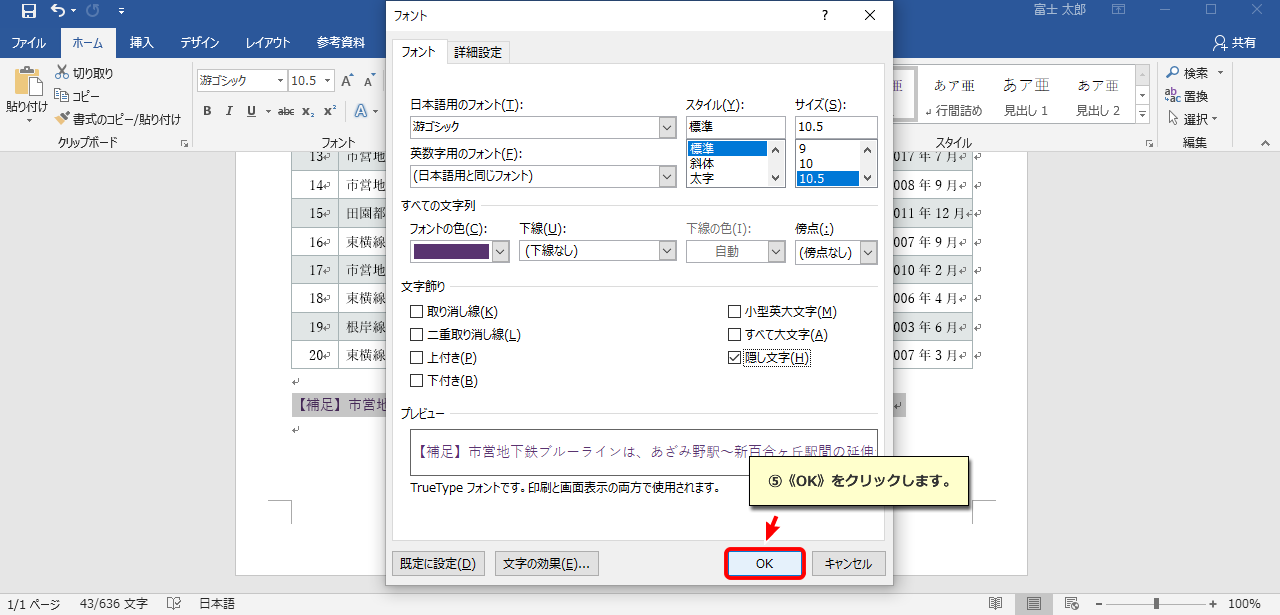 富士 太郎
ファイル ホーム 挿入 デザイン レイアウト 参考資料 共有
貼り付け
切り取り
コピー
書式のコピー/貼り付け
クリップボード
游ゴシック 10.5 A A
B I U abc x₂ x² A
フォント
亜 あア亜 あア亜 あア亜
行間詰め 見出し 1 見出し 2
スタイル
検索
置換
選択
編集
13 市営地 017 年 7 月
14 市営地 008 年 9 月
15 田園都 011 年 12 月
16 東横線 007 年 9 月
17 市営地 010 年 2 月
18 東横線 006 年 4 月
19 根岸線 003 年 6 月
20 東横線 007 年 3 月
【補足】市営地
フォント ?
フォント 詳細設定
日本語用のフォント(T): スタイル(Y): サイズ(S):
游ゴシック 標準 10.5
標準 9
斜体 10
太字 10.5
英数字用のフォント(F):
(日本語用と同じフォント)
すべての文字列
フォントの色(C): 下線(U): 下線の色(I): 傍点(:)
(下線なし) 自動 (傍点なし)
文字飾り
取り消し線(K) 小型英大文字(M)
二重取り消し線(L) すべて大文字(A)
上付き(P) 隠し文字(H)
下付き(B)
プレビュー
【補足】市営地下鉄ブルーラインは、あざみ野駅～新百合ヶ丘駅間の延伸
TrueType フォントです。印刷と画面表示の両方で使用されます。
⑤《OK》をクリックします。
既定に設定(D) 文字の効果(E)... OK キャンセル
1/1 ページ 43/636 文字 日本語 100%